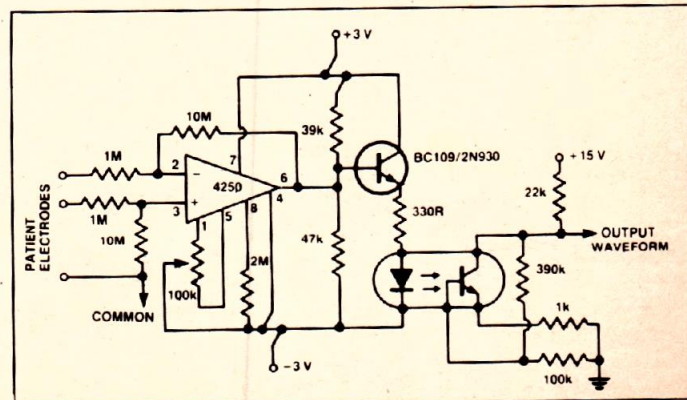 +3 V
10M
39k
BC109/2N930
1M
2
−
7
6
4250
+15 V
22k
PATIENT
ELECTRODES
1M
3
+
4
330R
10M
1
5
8
47k
OUTPUT
WAVEFORM
2M
390k
100k
COMMON
1k
−3 V
100k